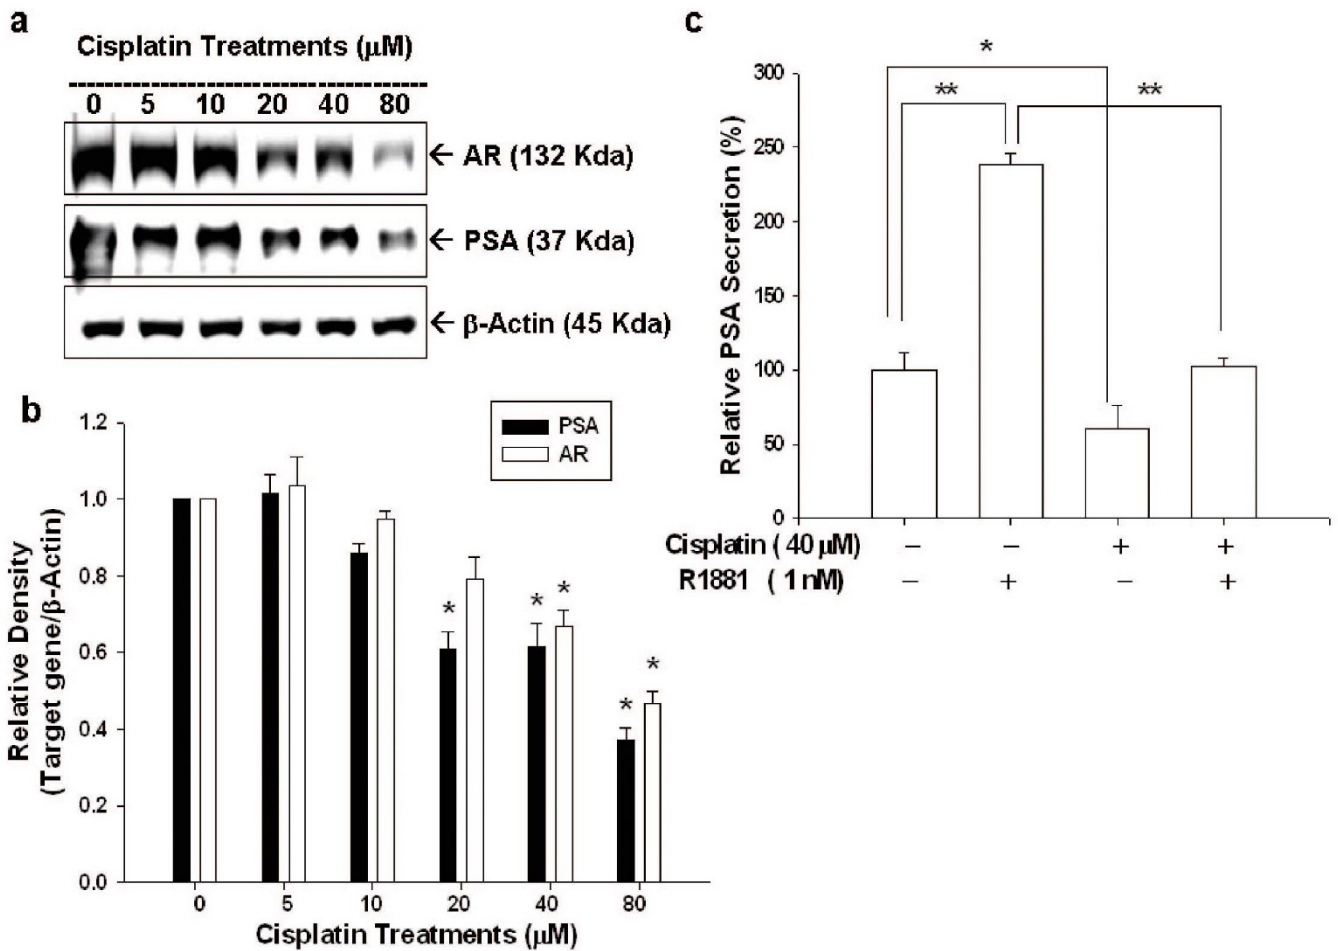 a
Cisplatin Treatments (μM)
0 5 10 20 40 80
← AR (132 Kda)
← PSA (37 Kda)
← β-Actin (45 Kda)
b
Relative Density
(Target gene/β-Actin)
1.2
1.0
0.8
0.6
0.4
0.2
0.0
PSA
AR
* * * * *
0 5 10 20 40 80
Cisplatin Treatments (μM)
c
Relative PSA Secretion (%)
300
250
200
150
100
50
0
*
** **
Cisplatin ( 40 μM) – – + +
R1881 ( 1 nM) – + – +